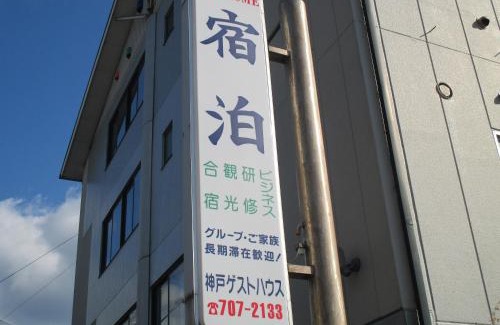 宿泊
ビジネス
研修
観光
合宿
グループ・ご家族
長期滞在歓迎!
神戸ゲストハウス
☎707-2133